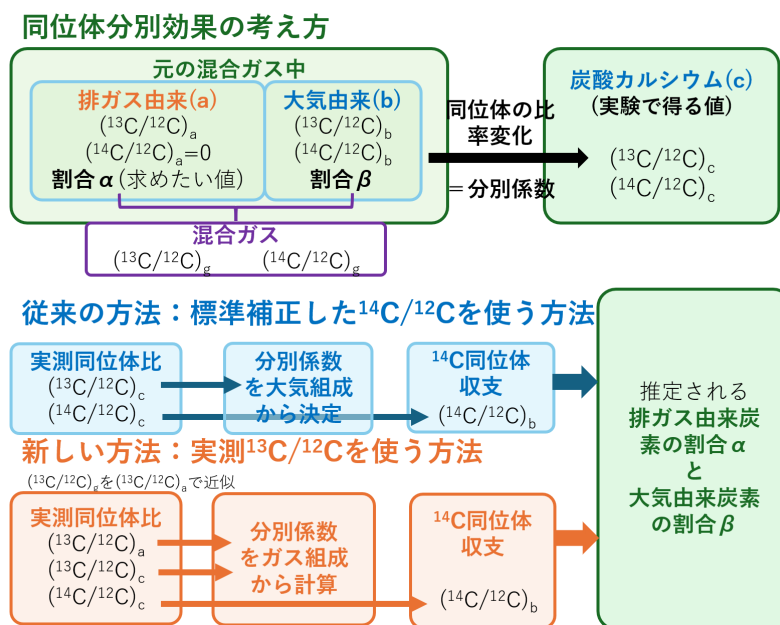 同位体分別効果の考え方
元の混合ガス中
排ガス由来(a)
(¹³C/¹²C)ₐ
(¹⁴C/¹²C)ₐ=0
割合α(求めたい値)
大気由来(b)
(¹³C/¹²C)b
(¹⁴C/¹²C)b
割合β
混合ガス
(¹³C/¹²C)g (¹⁴C/¹²C)g
同位体の比
率変化
＝分別係数
炭酸カルシウム(c)
(実験で得る値)
(¹³C/¹²C)c
(¹⁴C/¹²C)c
従来の方法：標準補正した¹⁴C/¹²Cを使う方法
実測同位体比
(¹³C/¹²C)c
(¹⁴C/¹²C)c
分別係数
を大気組成
から決定
¹⁴C同位体
収支
(¹⁴C/¹²C)b
新しい方法：実測¹³C/¹²Cを使う方法
(¹³C/¹²C)gを(¹³C/¹²C)ₐで近似
実測同位体比
(¹³C/¹²C)ₐ
(¹³C/¹²C)c
(¹⁴C/¹²C)c
分別係数
をガス組成
から計算
¹⁴C同位体
収支
(¹⁴C/¹²C)b
推定される
排ガス由来炭
素の割合α
と
大気由来炭素
の割合β